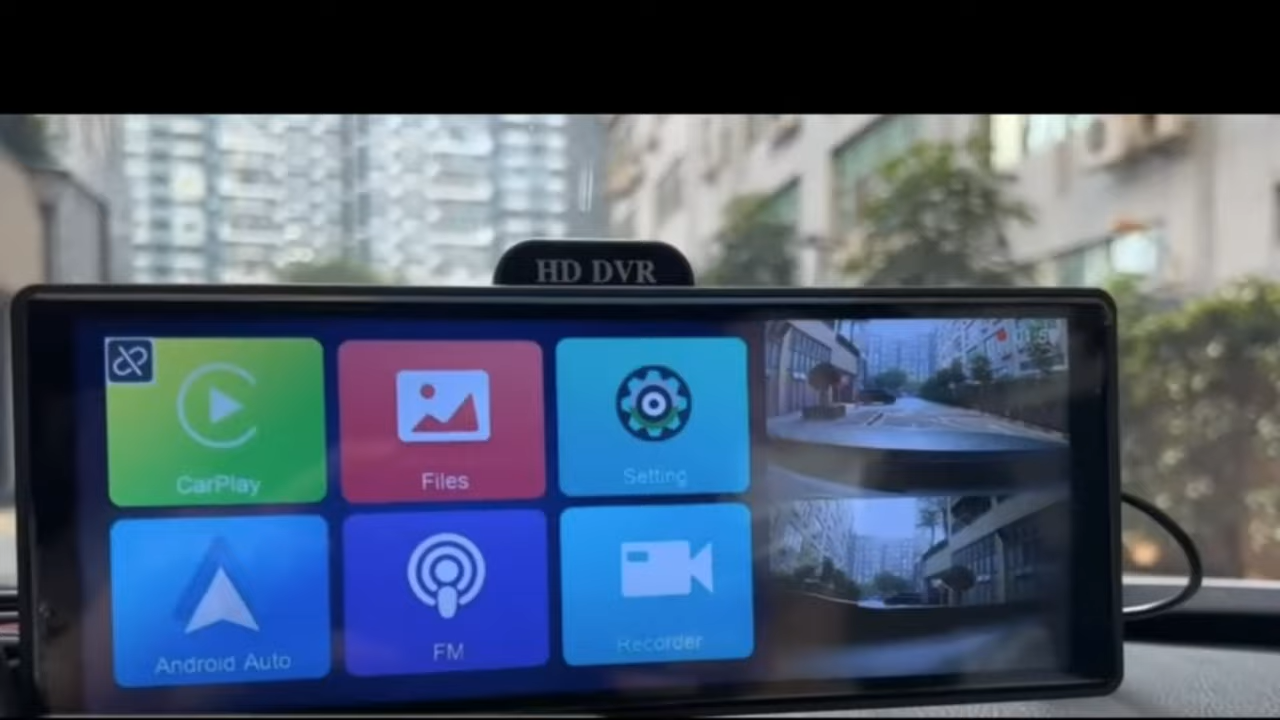 HD DVR
CarPlay
Files
Setting
Android Auto
FM
Recorder